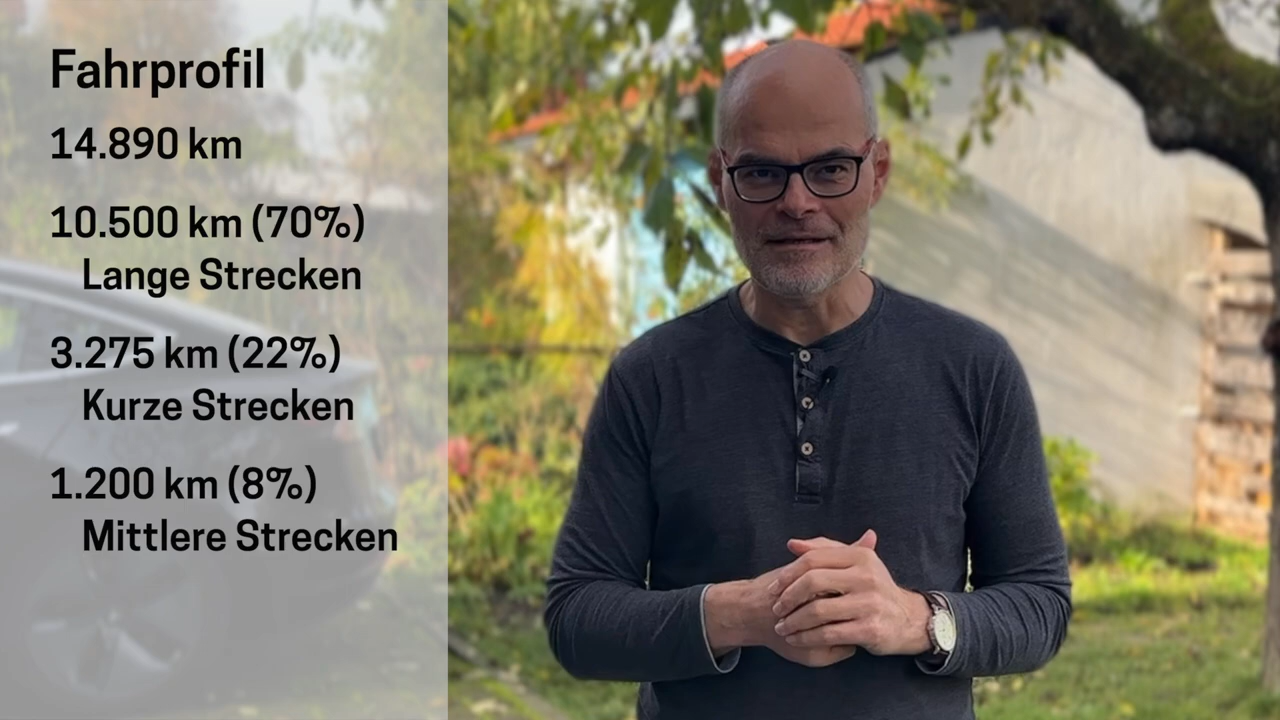 Fahrprofil
14.890 km
10.500 km (70%)
Lange Strecken
3.275 km (22%)
Kurze Strecken
1.200 km (8%)
Mittlere Strecken